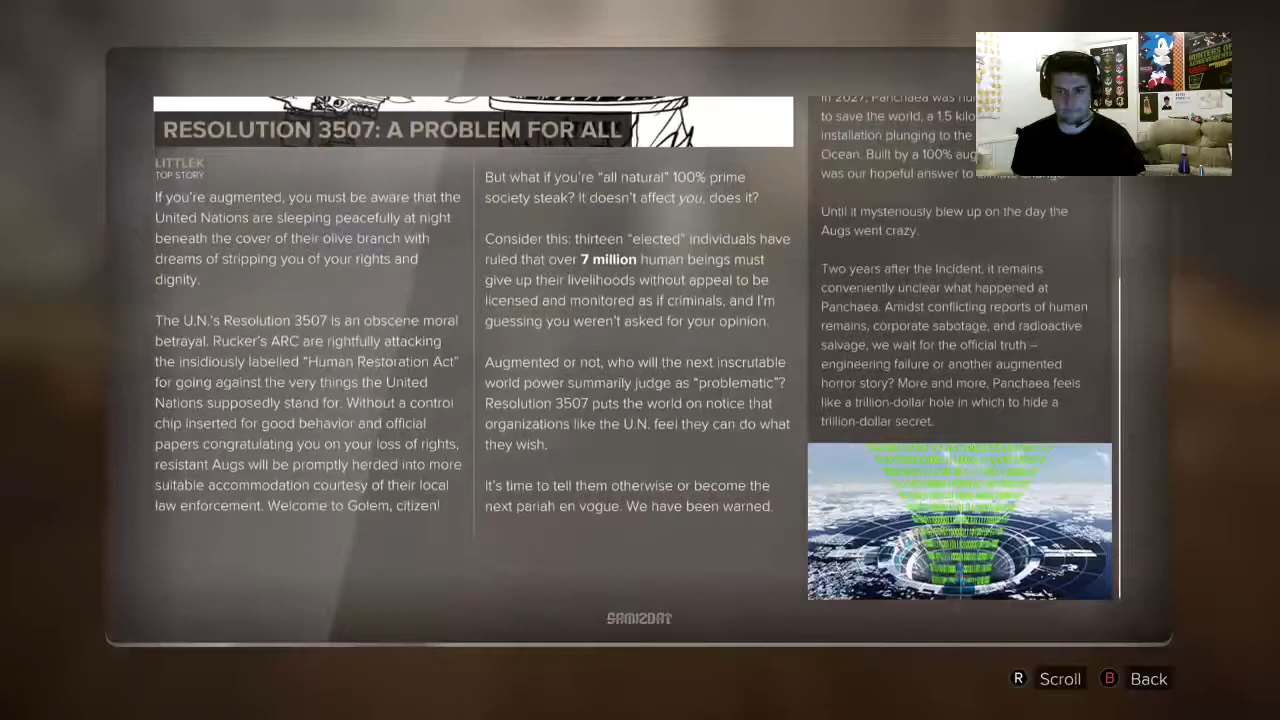 RESOLUTION 3507: A PROBLEM FOR ALL
LITTLEK
TOP STORY
If you're augmented, you must be aware that the
United Nations are sleeping peacefully at night
beneath the cover of their olive branch with
dreams of stripping you of your rights and
dignity.
The U.N.'s Resolution 3507 is an obscene moral
betrayal. Rucker's ARC are rightfully attacking
the insidiously labelled “Human Restoration Act”
for going against the very things the United
Nations supposedly stand for. Without a control
chip inserted for good behavior and official
papers congratulating you on your loss of rights,
resistant Augs will be promptly herded into more
suitable accommodation courtesy of their local
law enforcement. Welcome to Golem, citizen!
But what if you're “all natural” 100% prime
society steak? It doesn't affect you, does it?
Consider this: thirteen “elected” individuals have
ruled that over 7 million human beings must
give up their livelihoods without appeal to be
licensed and monitored as if criminals, and I'm
guessing you weren't asked for your opinion.
Augmented or not, who will the next inscrutable
world power summarily judge as “problematic”?
Resolution 3507 puts the world on notice that
organizations like the U.N. feel they can do what
they wish.
It's time to tell them otherwise or become the
next pariah en vogue. We have been warned.
In 2027, Panchaea was
to save the world, a 1.5 kilo
installation plunging to the
Ocean. Built by a 100% aug
was our hopeful answer to climate change.
Until it mysteriously blew up on the day the
Augs went crazy.
Two years after the Incident, it remains
conveniently unclear what happened at
Panchaea. Amidst conflicting reports of human
remains, corporate sabotage, and radioactive
salvage, we wait for the official truth –
engineering failure or another augmented
horror story? More and more, Panchaea feels
like a trillion-dollar hole in which to hide a
trillion-dollar secret.
SAMIZDAT
R Scroll B Back
HUNTERS OF